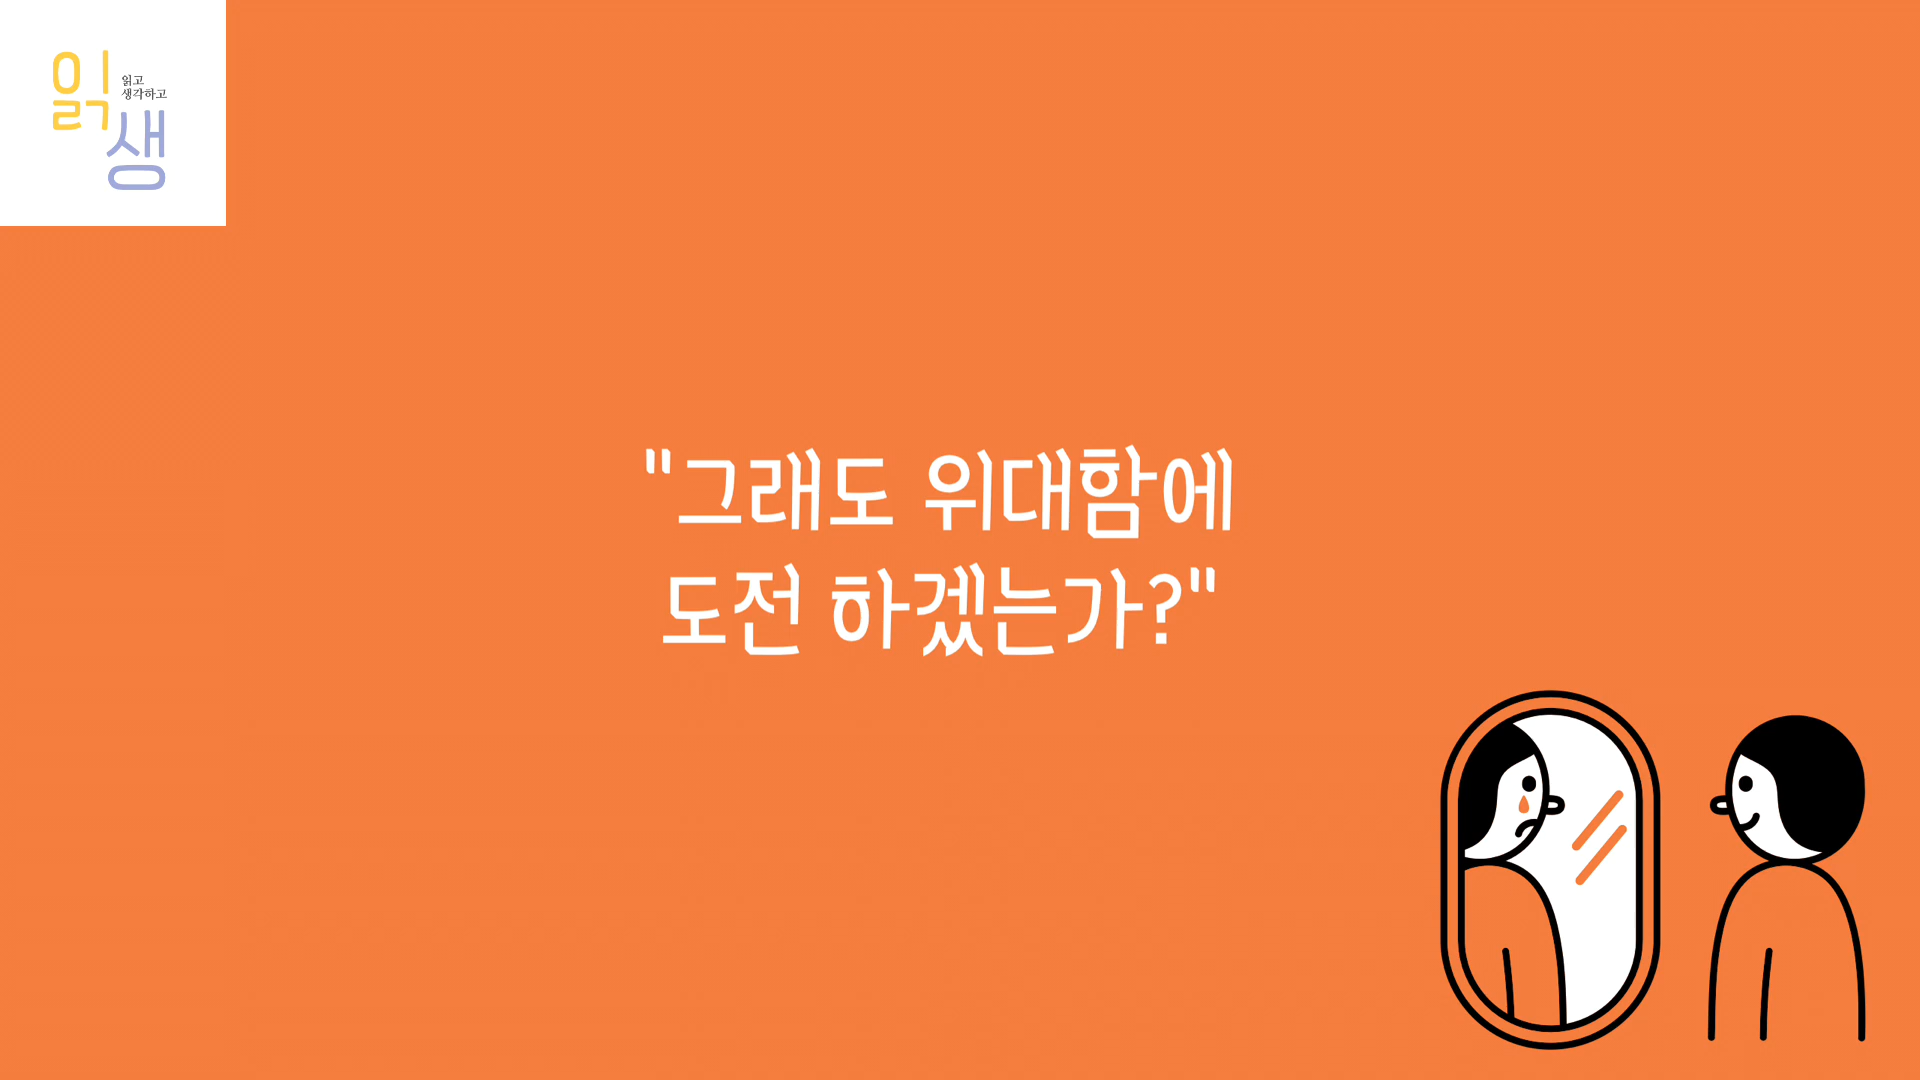 읽
읽고
생각하고
생
"그래도 위대함에
도전 하겠는가?"